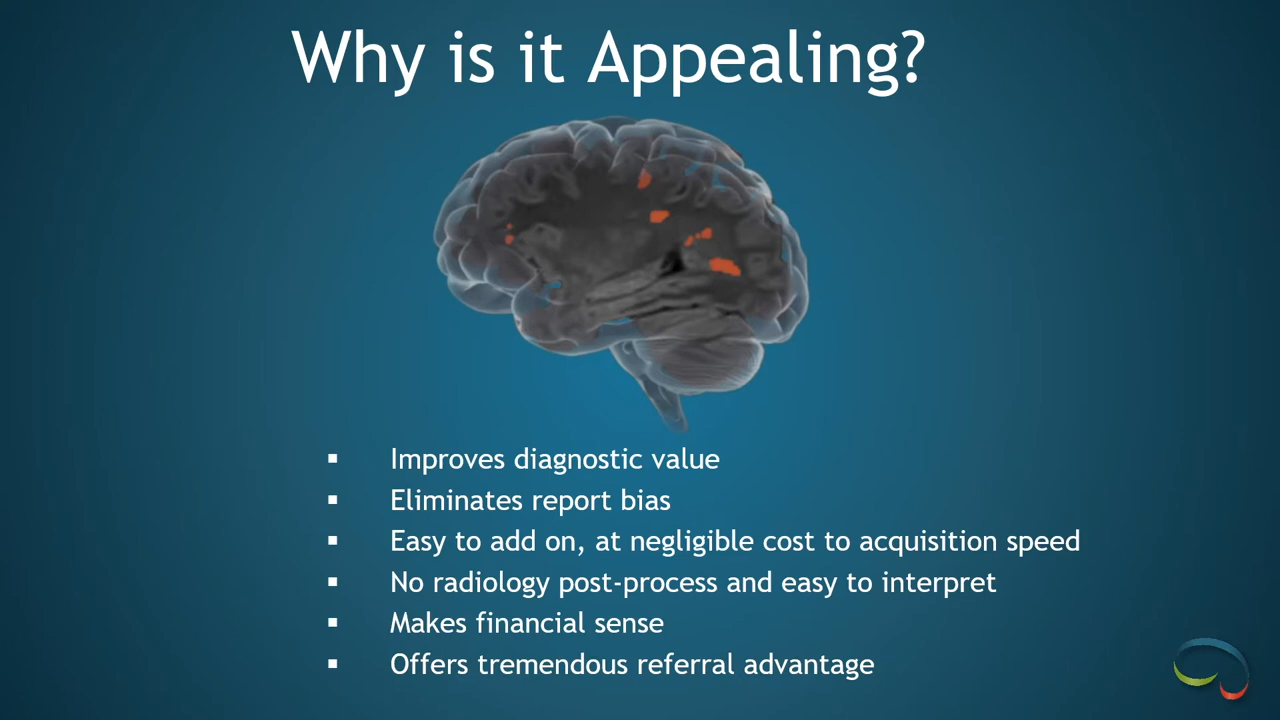 Why is it Appealing?
▪ Improves diagnostic value
▪ Eliminates report bias
▪ Easy to add on, at negligible cost to acquisition speed
▪ No radiology post-process and easy to interpret
▪ Makes financial sense
▪ Offers tremendous referral advantage